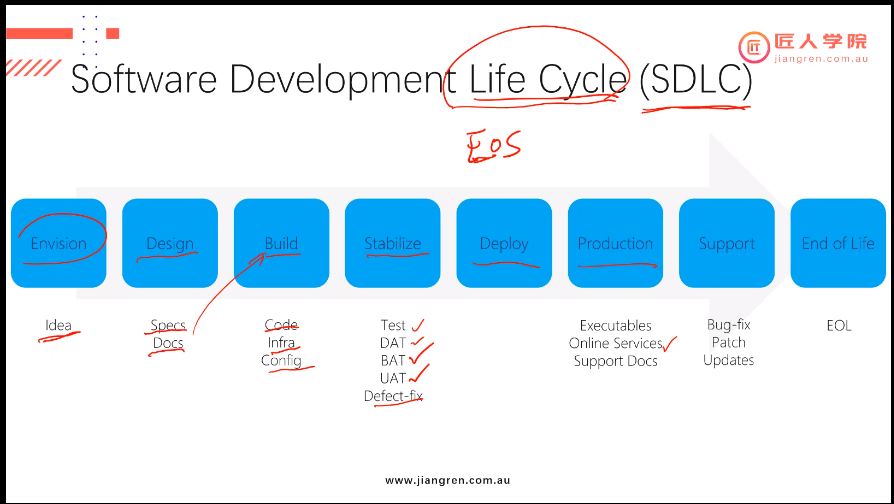 匠人学院
jiangren.com.au
Software Development Life Cycle (SDLC)
EOS
Envision
Design
Build
Stabilize
Deploy
Production
Support
End of Life
Idea
Specs
Docs
Code
Infra
Config
Test
DAT
BAT
UAT
Defect-fix
Executables
Online Services
Support Docs
Bug-fix
Patch
Updates
EOL
www.jiangren.com.au